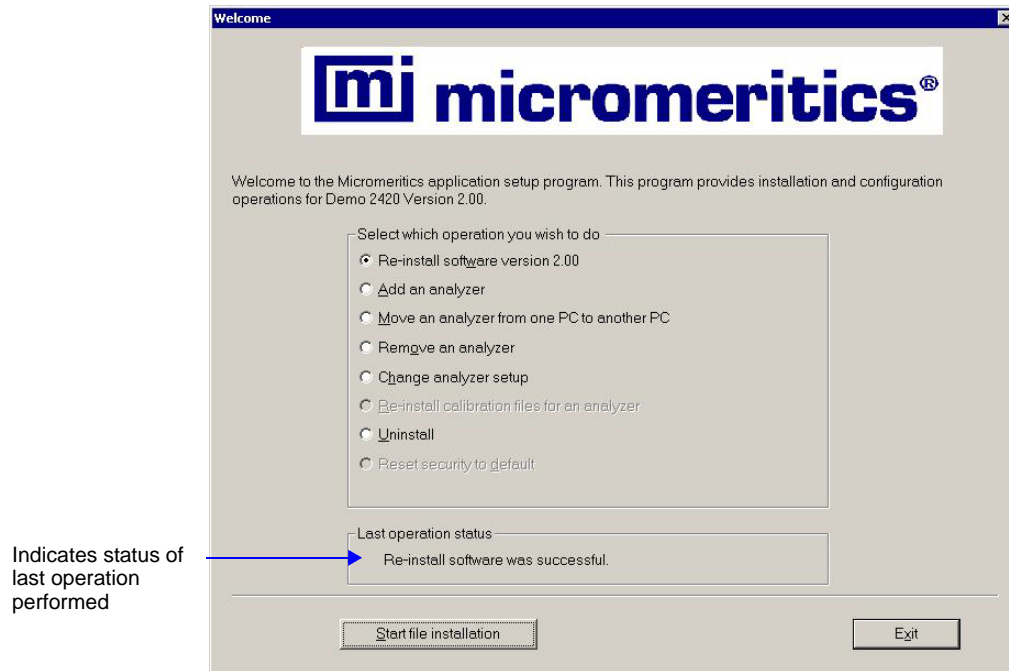 Welcome
mi micromeritics®
Welcome to the Micromeritics application setup program. This program provides installation and configuration
operations for Demo 2420 Version 2.00.
Select which operation you wish to do
Re-install software version 2.00
Add an analyzer
Move an analyzer from one PC to another PC
Remove an analyzer
Change analyzer setup
Re-install calibration files for an analyzer
Uninstall
Reset security to default
Last operation status
Re-install software was successful.
Indicates status of
last operation
performed
Start file installation
Exit